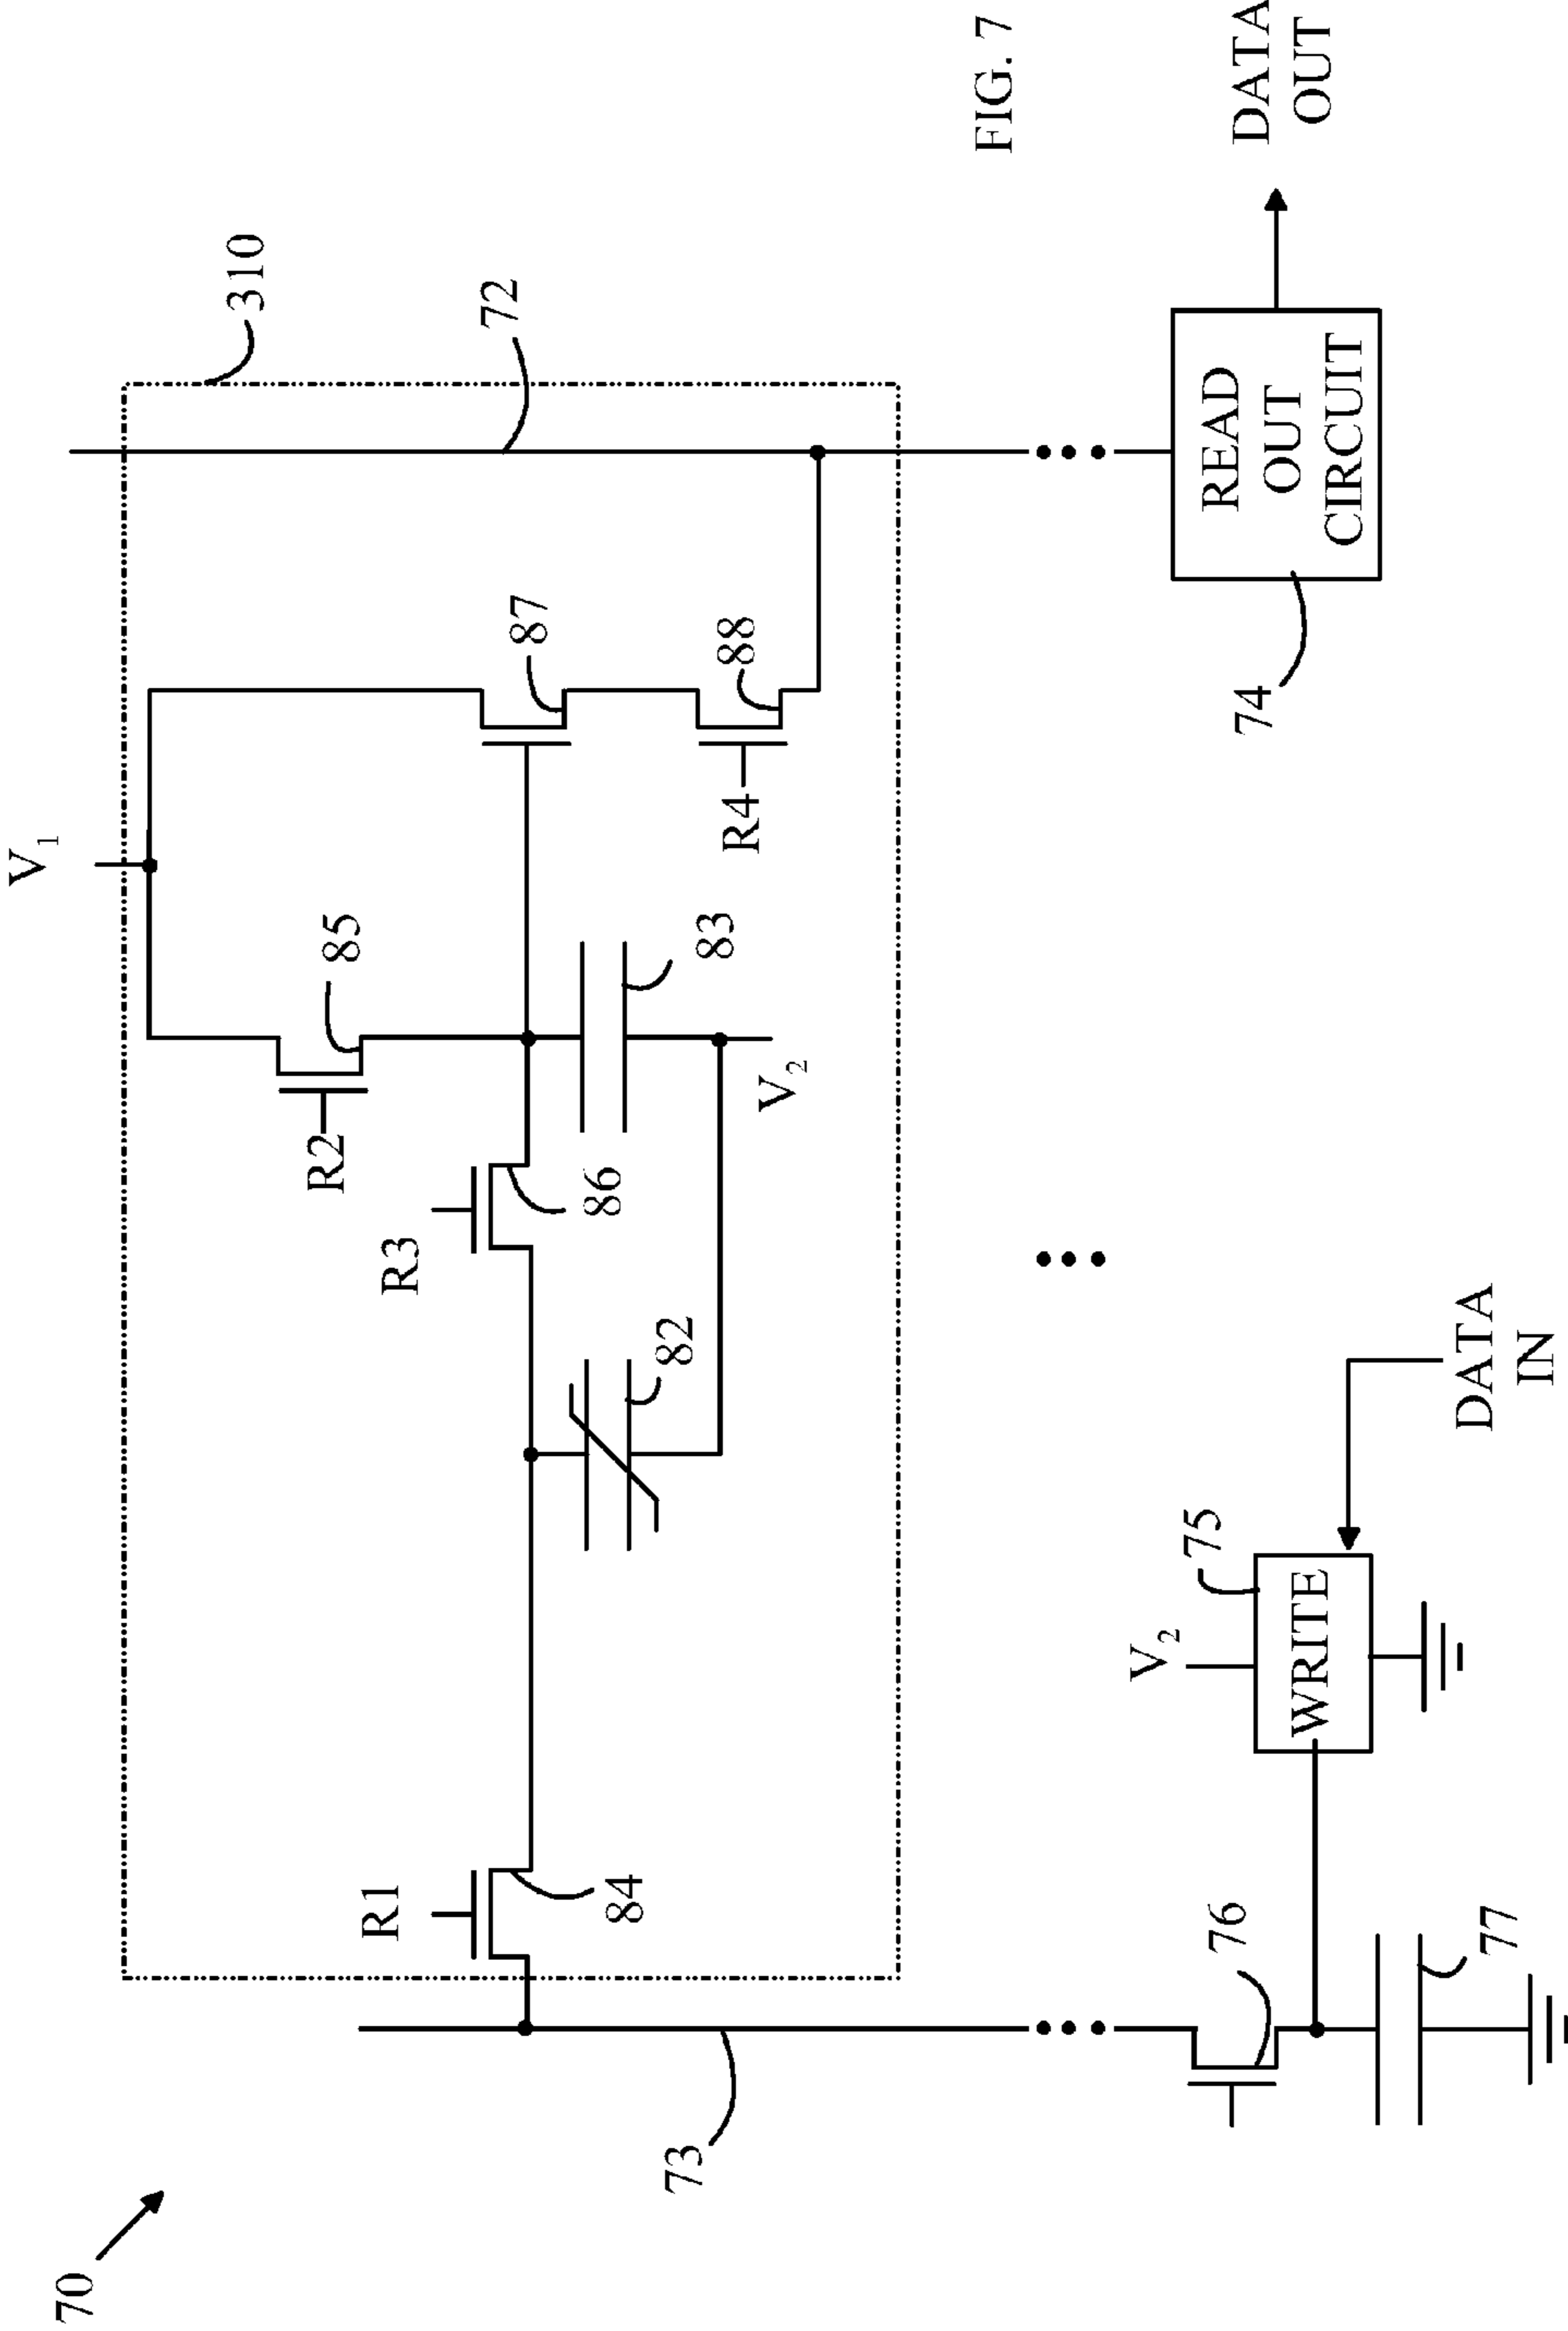 70
310
V1
72
R2
85
87
R3
86
83
R4
88
R1
84
82
V2
73
FIG. 7
76
77
V2
75
WRITE
DATA
IN
74
READ
OUT
CIRCUIT
DATA
OUT